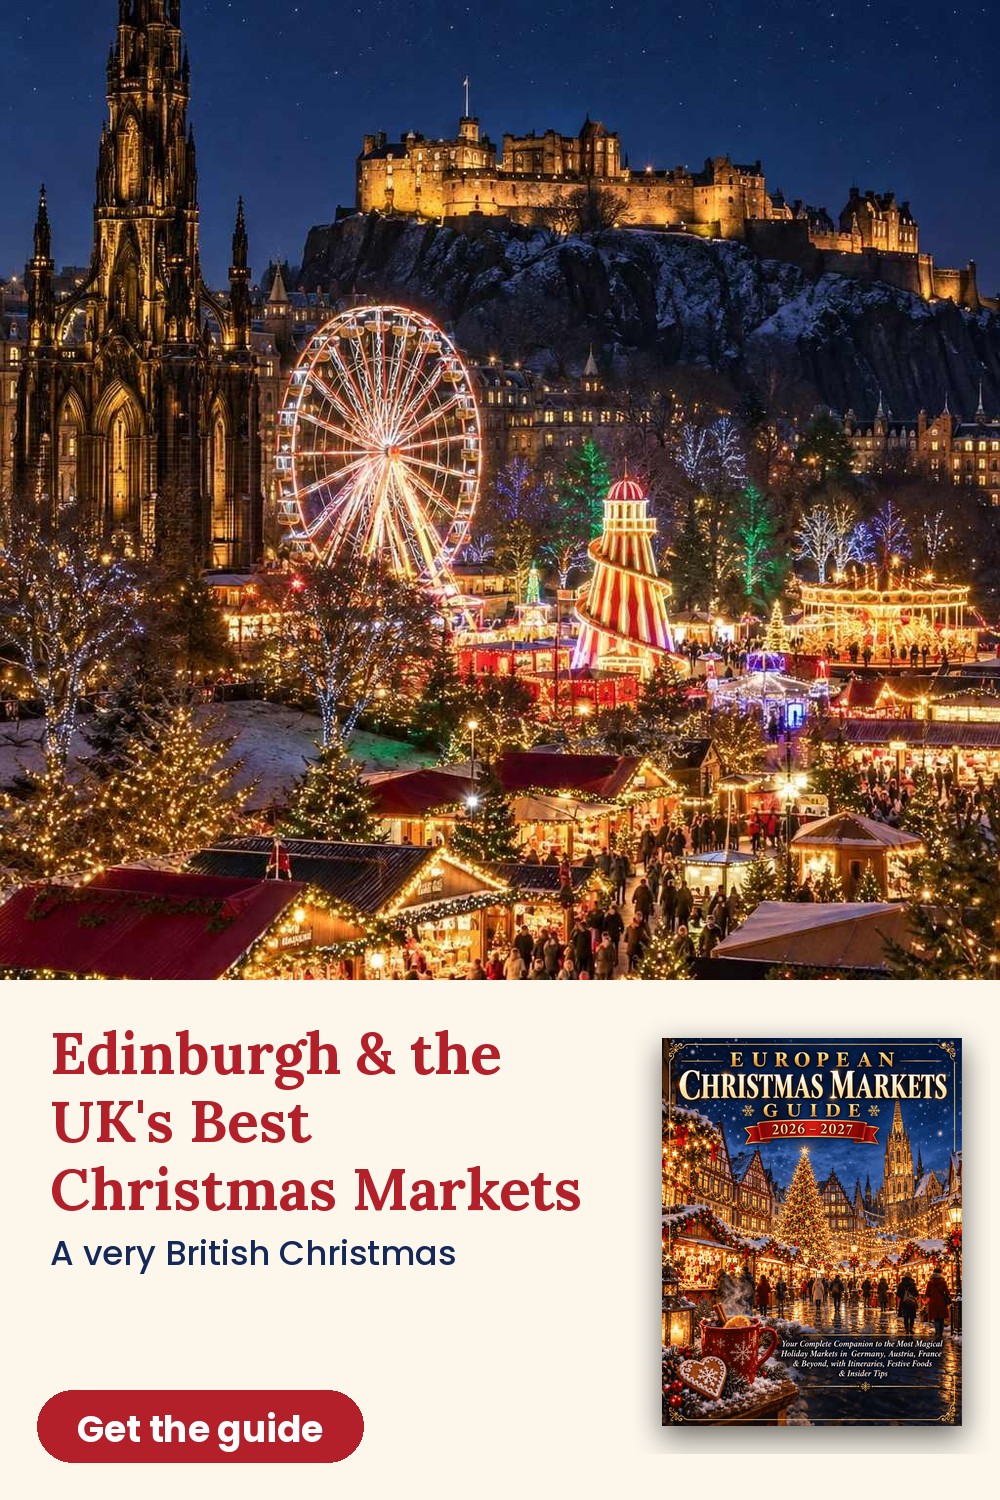 Edinburgh & the
UK's Best
Christmas Markets
A very British Christmas
Get the guide
EUROPEAN
CHRISTMAS MARKETS
GUIDE
2026 – 2027
Your Complete Companion to the Most Magical
Holiday Markets in Germany, Austria, France
& Beyond, with Itineraries, Festive Foods
& Insider Tips